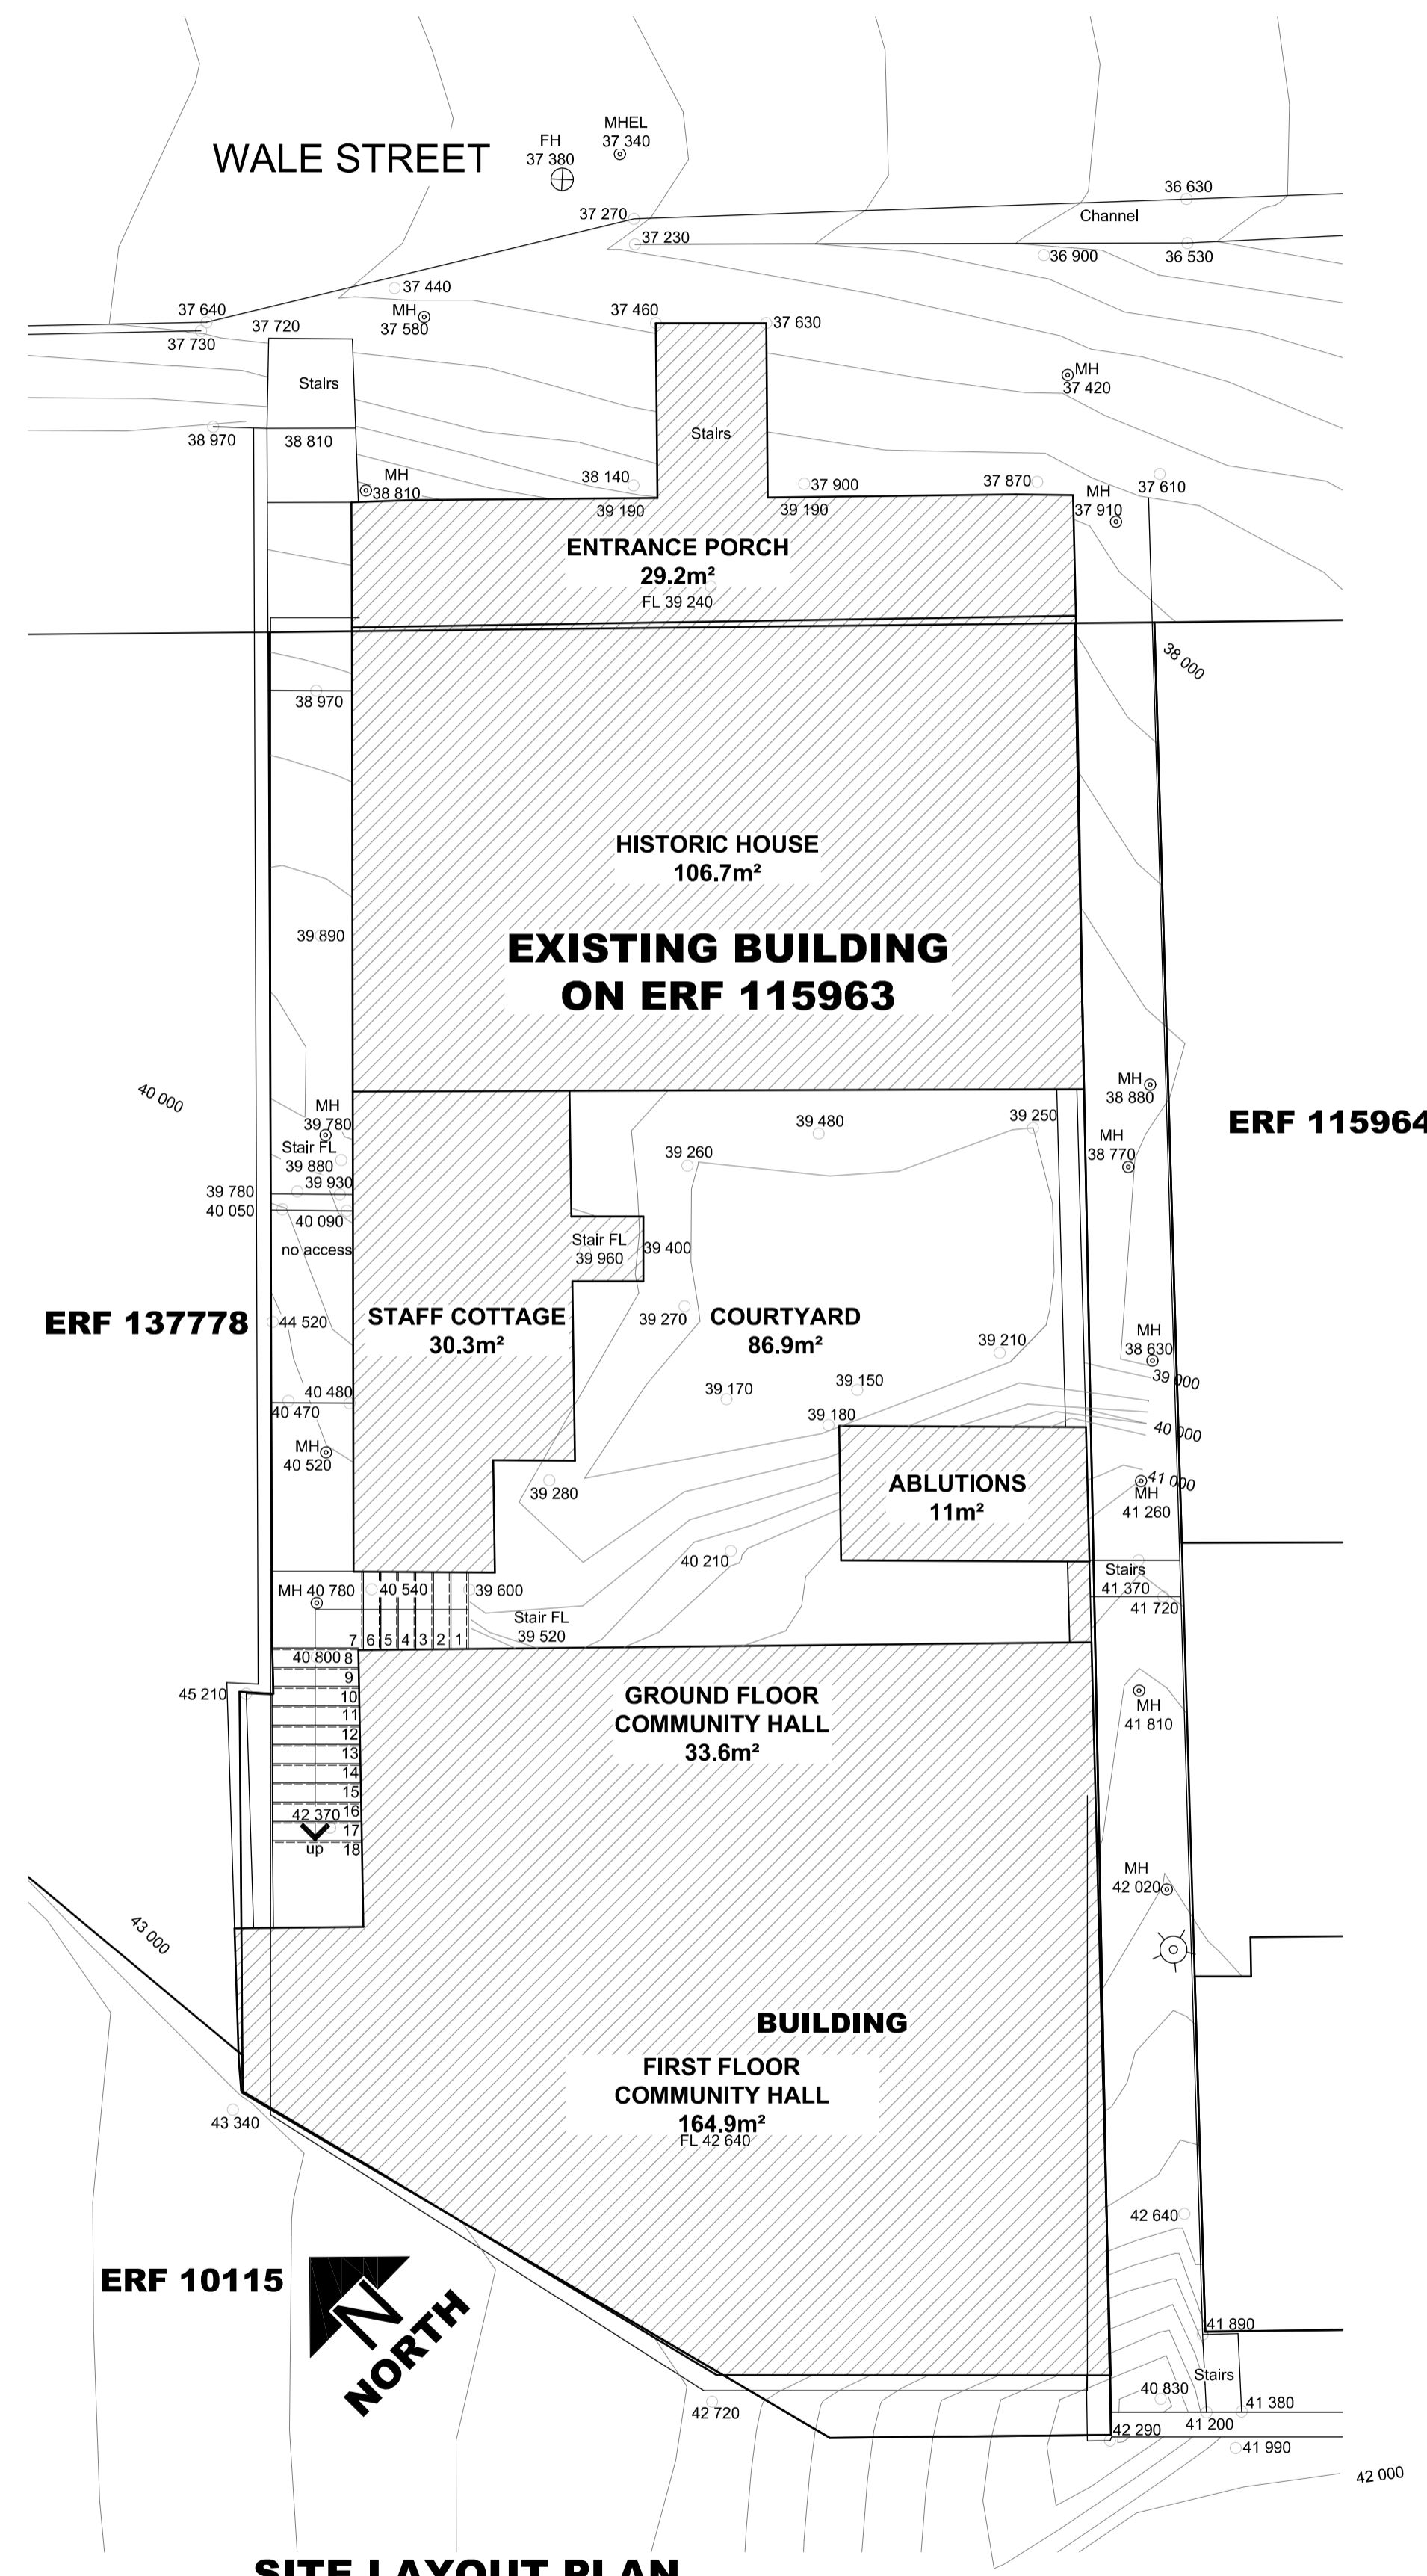 MHEL
FH
37 340
37 380
WALE STREET
36 630
37 270
Channel
37 230
36 900
36 530
37 440
37 640
MH
37 460
37 720
37 580
37 630
37 730
MH
Stairs
37 420
Stairs
38 970
38 810
MH
38 140
37 900
37 870
37 610
38 810
MH
39 190
39 190
37 910
ENTRANCE PORCH
29.2m²
FL 39 240
38 000
38 970
HISTORIC HOUSE
106.7m²
39 890
EXISTING BUILDING
ON ERF 115963
40 000
MH
38 880
MH
39 780
39 480
39 250
ERF 115964
Stair FL
39 880
39 260
MH
38 770
39 930
39 780
40 050
40 090
no access
Stair FL
39 960
39 400
ERF 137778
44 520
STAFF COTTAGE
30.3m²
39 270
COURTYARD
86.9m²
39 210
MH
38 630
39 000
40 480
40 470
39 170
39 150
39 180
40 000
MH
40 520
ABLUTIONS
11m²
41 000
MH
41 260
39 280
40 210
Stairs
41 370
41 720
MH 40 780
40 540
39 600
Stair FL
39 520
7 6 5 4 3 2 1
40 800 8
9
45 210
10
11
12
13
14
15
42 370 16
17
up 18
GROUND FLOOR
COMMUNITY HALL
33.6m²
MH
41 810
MH
42 020
43 000
BUILDING
FIRST FLOOR
COMMUNITY HALL
164.9m²
FL 42 640
43 340
42 640
ERF 10115
N
NORTH
41 890
Stairs
40 830
42 720
41 380
42 290
41 200
41 990
42 000
SITE LAYOUT PLAN